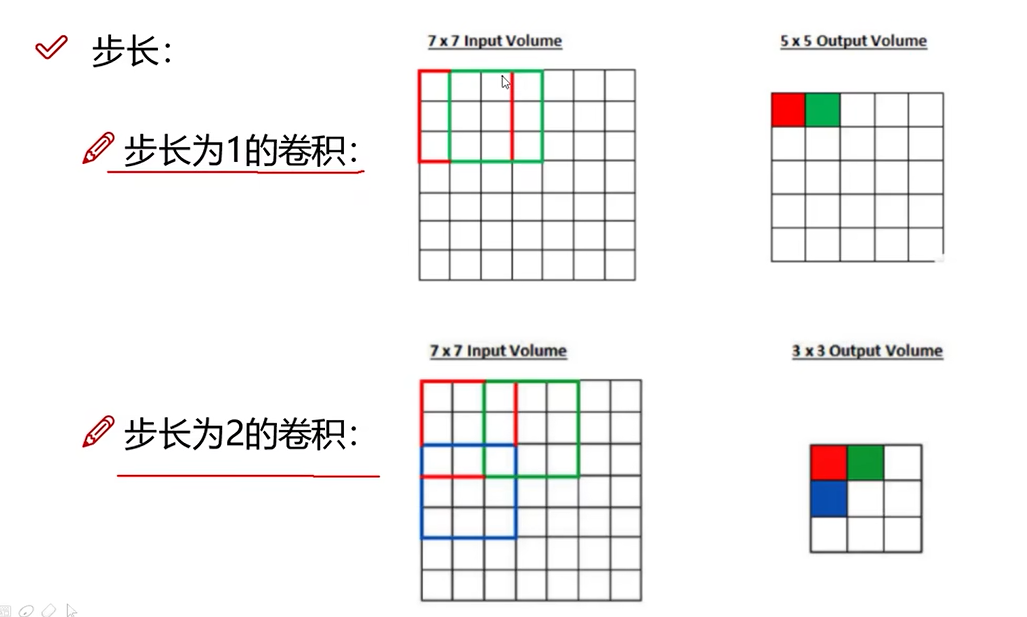 步长：
7 x 7 Input Volume
5 x 5 Output Volume
步长为1的卷积：
7 x 7 Input Volume
3 x 3 Output Volume
步长为2的卷积：